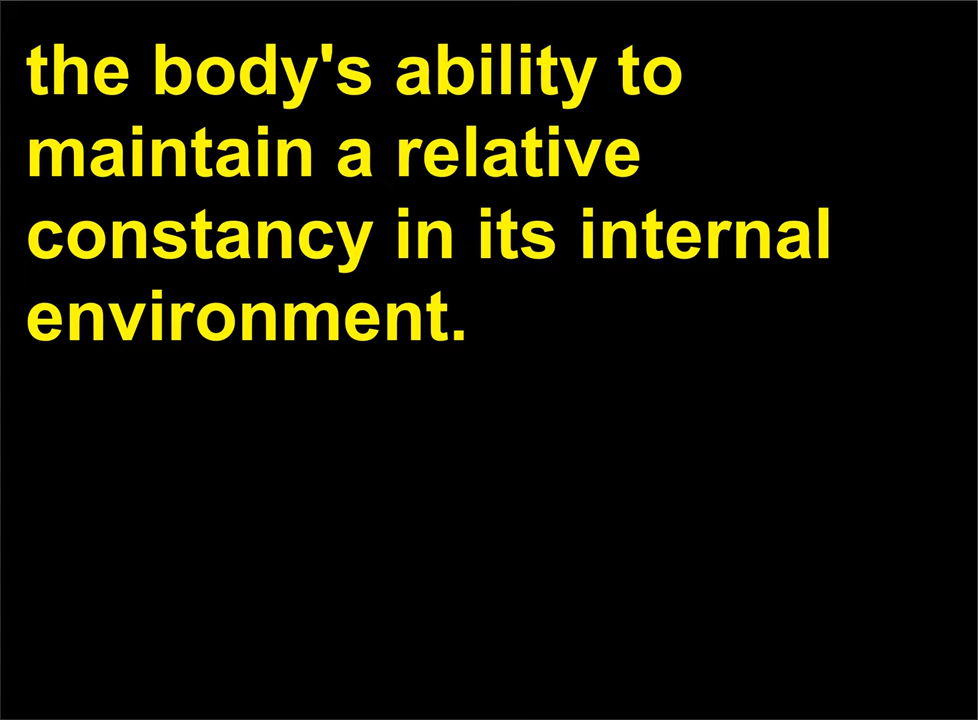 the body's ability to
maintain a relative
constancy in its internal
environment.